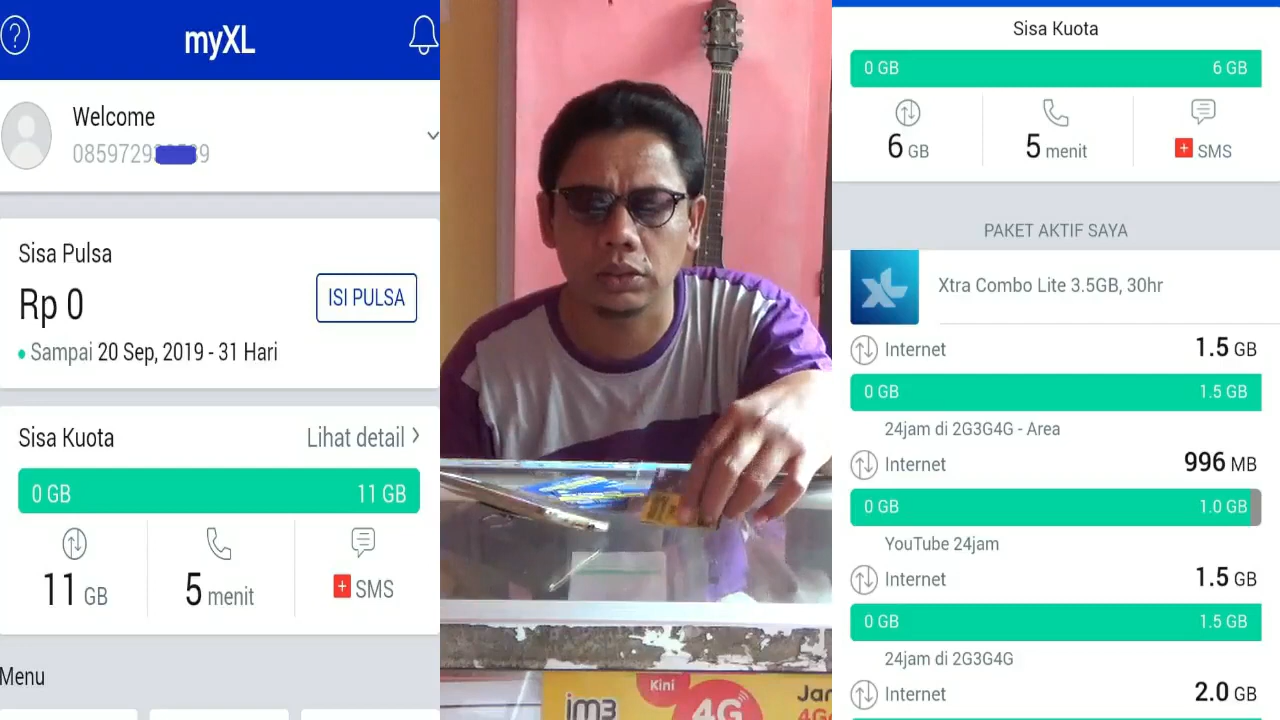 ?
myXL
Welcome
Sisa Pulsa
Rp 0
ISI PULSA
Sampai 20 Sep, 2019 - 31 Hari
Sisa Kuota
Lihat detail >
0 GB 11 GB
11 GB
5 menit
+ SMS
Menu
Kini
im3
4G
Jan
4G
Sisa Kuota
0 GB 6 GB
6 GB
5 menit
+ SMS
PAKET AKTIF SAYA
XL
Xtra Combo Lite 3.5GB, 30hr
Internet 1.5 GB
0 GB 1.5 GB
24jam di 2G3G4G - Area
Internet 996 MB
0 GB 1.0 GB
YouTube 24jam
Internet 1.5 GB
0 GB 1.5 GB
24jam di 2G3G4G
Internet 2.0 GB